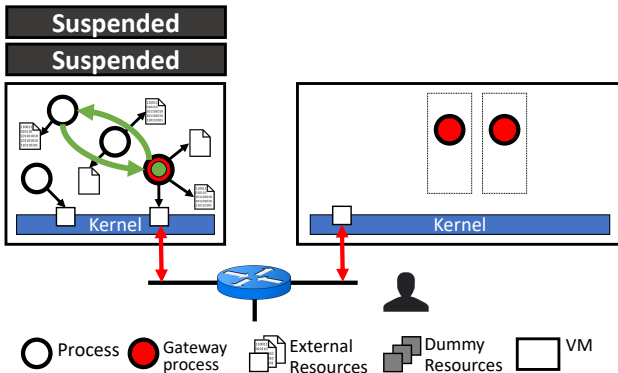 Suspended
Suspended
Kernel
Kernel
Process
Gateway
process
External
Resources
Dummy
Resources
VM